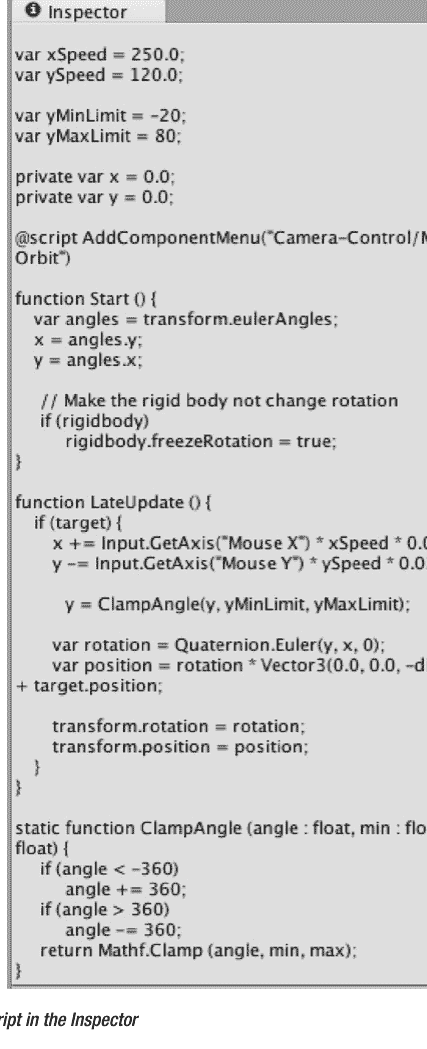 Inspector
var xSpeed = 250.0;
var ySpeed = 120.0;
var yMinLimit = -20;
var yMaxLimit = 80;
private var x = 0.0;
private var y = 0.0;
@script AddComponentMenu("Camera-Control/M
Orbit")
function Start () {
var angles = transform.eulerAngles;
x = angles.y;
y = angles.x;
// Make the rigid body not change rotation
if (rigidbody)
rigidbody.freezeRotation = true;
}
function LateUpdate () {
if (target) {
x += Input.GetAxis("Mouse X") * xSpeed * 0.0
y -= Input.GetAxis("Mouse Y") * ySpeed * 0.0
y = ClampAngle(y, yMinLimit, yMaxLimit);
var rotation = Quaternion.Euler(y, x, 0);
var position = rotation * Vector3(0.0, 0.0, -d
+ target.position;
transform.rotation = rotation;
transform.position = position;
}
}
static function ClampAngle (angle : float, min : flo
float) {
if (angle < -360)
angle += 360;
if (angle > 360)
angle -= 360;
return Mathf.Clamp (angle, min, max);
}
ript in the Inspector